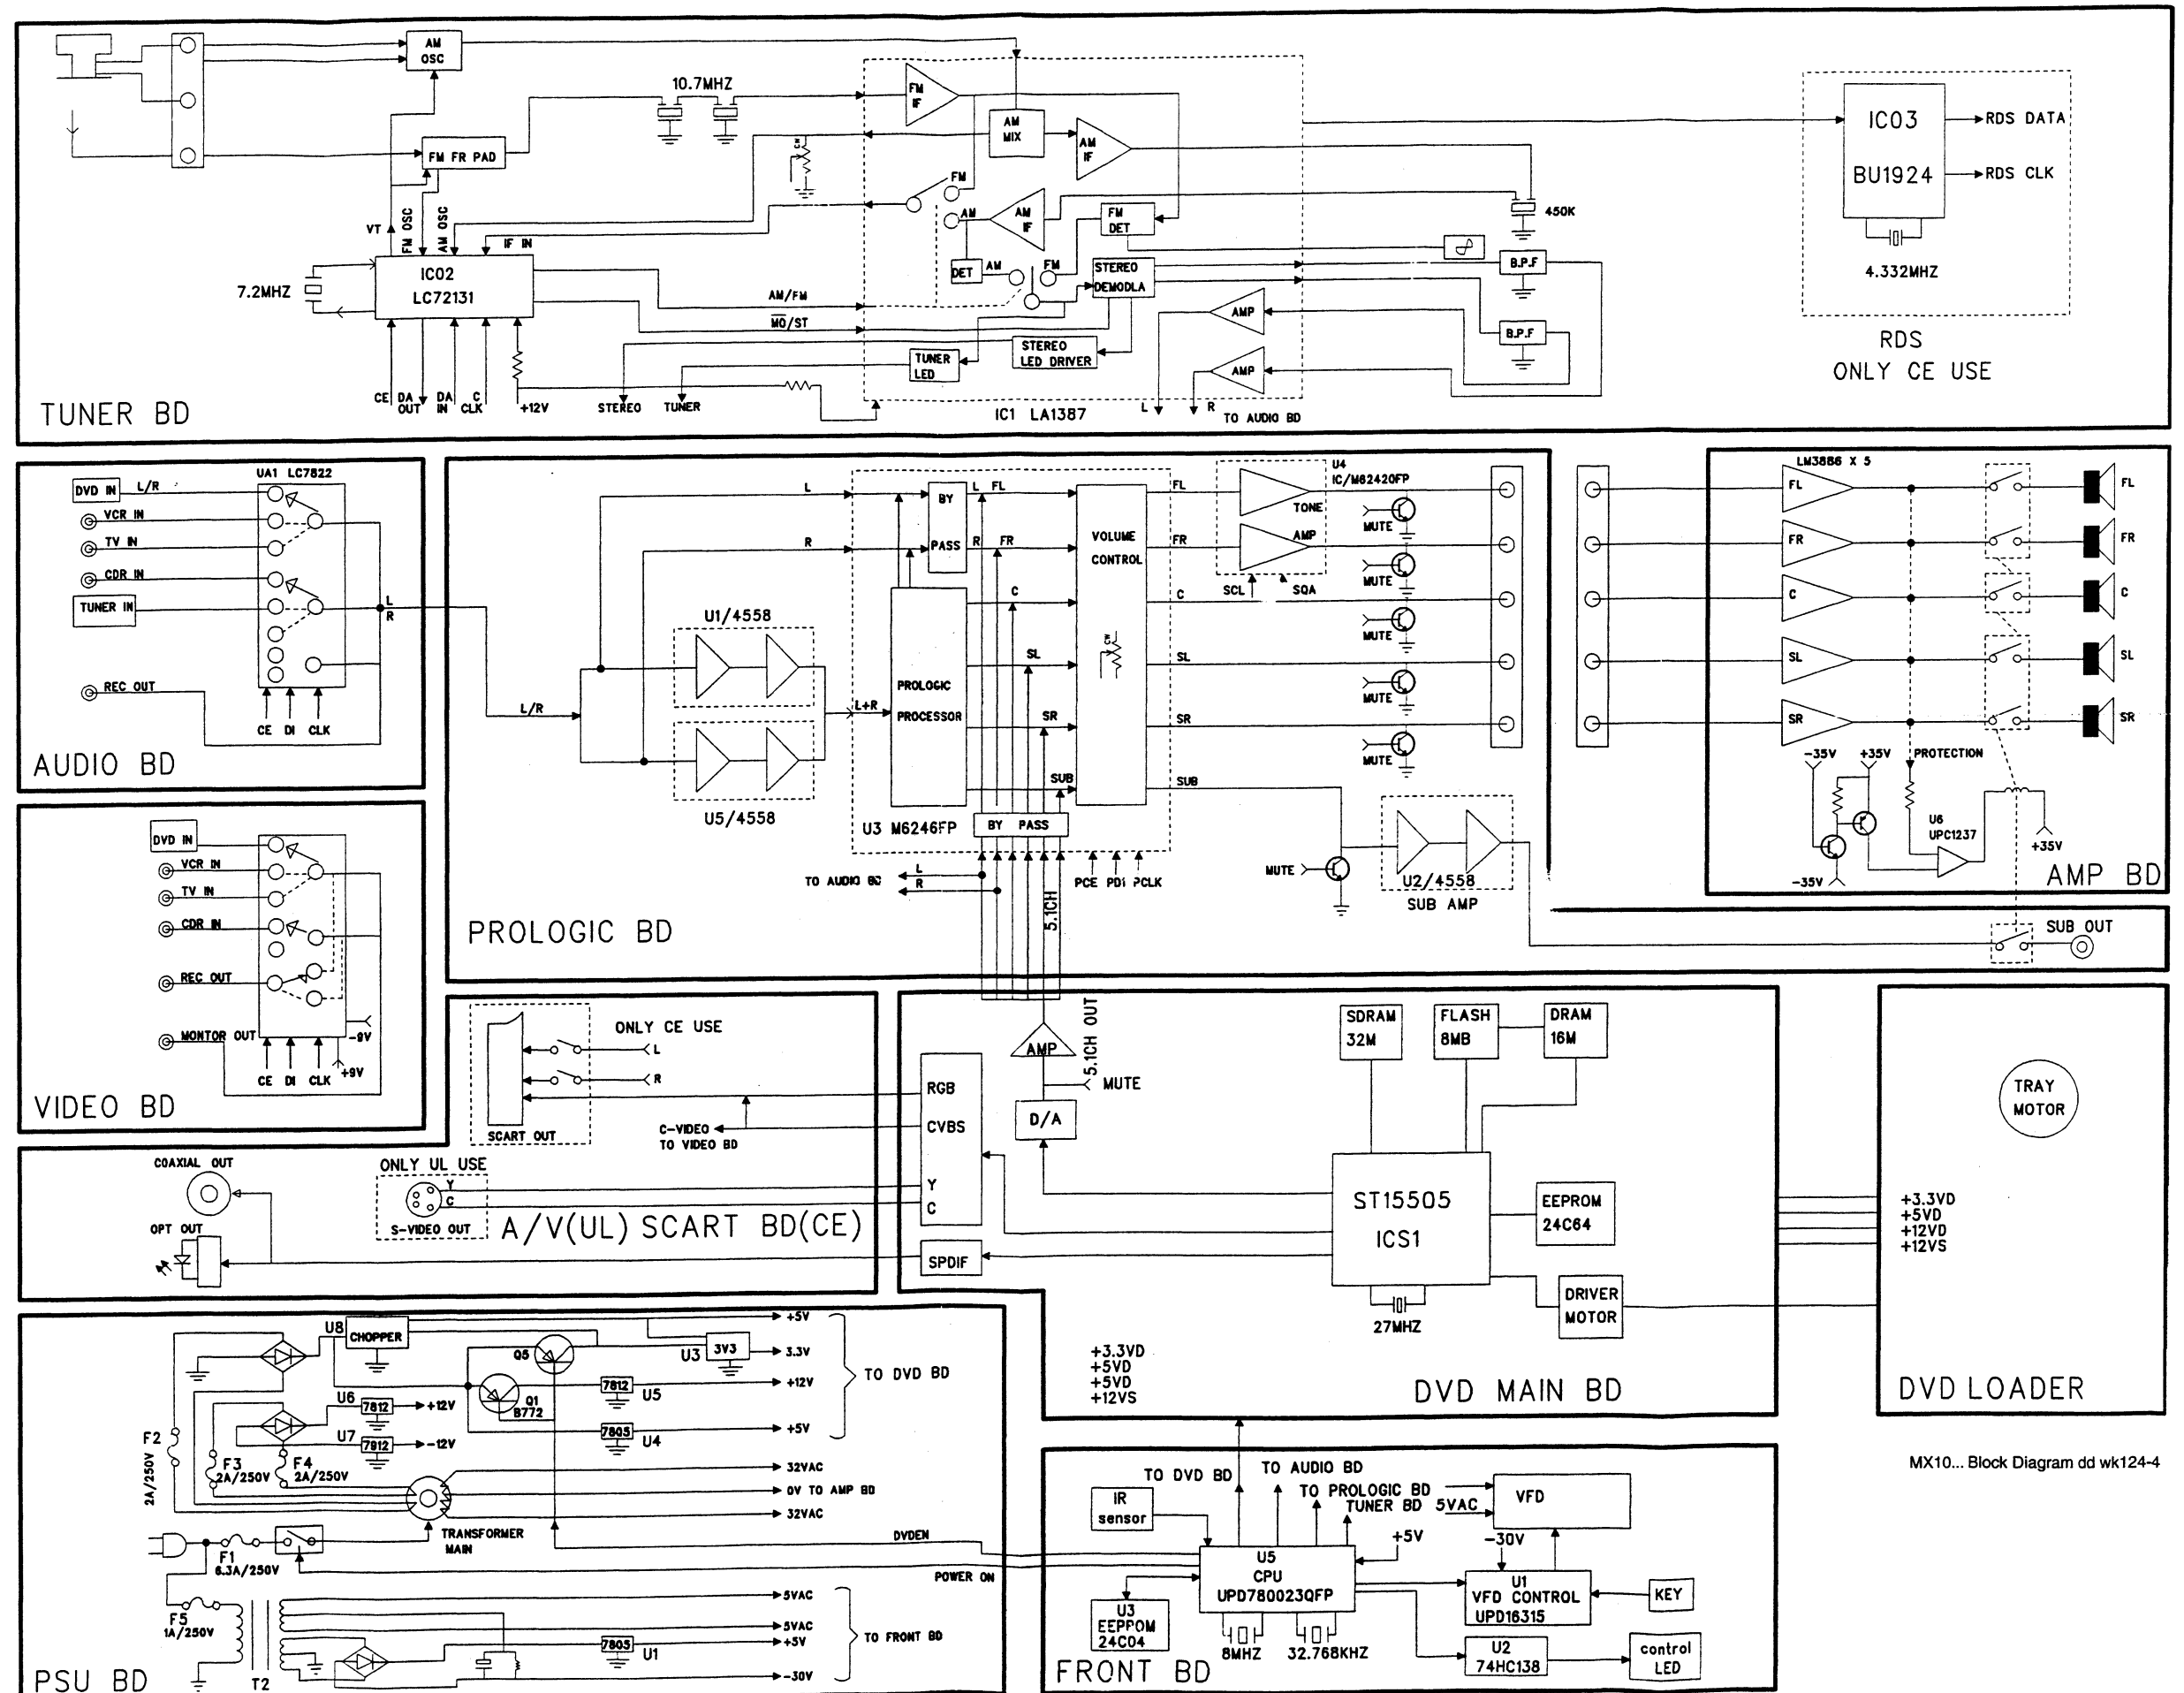 AM
OSC
10.7MHZ
FM
IF
AM
MIX
AM
IF
IC03
BU1924
RDS DATA
RDS CLK
4.332MHZ
RDS
ONLY CE USE
FM FR PAD
CW
FM
AM
AM
IF
FM
DET
450K
VT
FM OSC
AM OSC
IF IN
IC02
LC72131
7.2MHZ
DET
AM
FM
STEREO
DEMODLA
B.P.F
AM/FM
MO/ST
AMP
B.P.F
STEREO
LED DRIVER
TUNER
LED
AMP
CE
DA
OUT
DA
IN
C
CLK
+12V
STEREO
TUNER
IC1 LA1387
L
R
TO AUDIO BD
TUNER BD
UA1 LC7822
DVD IN
L/R
VCR IN
TV IN
CDR IN
TUNER IN
L
R
REC OUT
CE DI CLK
AUDIO BD
DVD IN
VCR IN
TV IN
CDR IN
REC OUT
MONTOR OUT
-9V
+9V
CE DI CLK
VIDEO BD
L
R
BY
PASS
L FL
R FR
VOLUME
CONTROL
CW
FL
FR
C
SL
SR
SUB
U4
IC/M62420FP
TONE
AMP
SCL
SQA
MUTE
MUTE
MUTE
MUTE
MUTE
U1/4558
U5/4558
L/R
L+R
PROLOGIC
PROCESSOR
C
SL
SR
SUB
U3 M6246FP
BY PASS
TO AUDIO BD
L
R
PCE PDI PCLK
5.1CH
MUTE
U2/4558
SUB AMP
PROLOGIC BD
LM3886 X 5
FL
FR
C
SL
SR
FL
FR
C
SL
SR
-35V
+35V
PROTECTION
U6
UPC1237
+35V
-35V
AMP BD
SUB OUT
ONLY CE USE
L
R
SCART OUT
C-VIDEO
TO VIDEO BD
COAXIAL OUT
OPT OUT
ONLY UL USE
Y
C
S-VIDEO OUT
A/V(UL) SCART BD(CE)
RGB
CVBS
Y
C
SPDIF
AMP
5.1CH OUT
MUTE
D/A
SDRAM
32M
FLASH
8MB
DRAM
16M
ST15505
ICS1
EEPROM
24C64
27MHZ
DRIVER
MOTOR
+3.3VD
+5VD
+5VD
+12VS
DVD MAIN BD
TRAY
MOTOR
+3.3VD
+5VD
+12VD
+12VS
DVD LOADER
U8
CHOPPER
Q5
U3
3V3
+5V
3.3V
+12V
+5V
TO DVD BD
U6
7812
+12V
Q1
B772
7812
U5
U7
7912
-12V
7805
U4
F2
2A/250V
F3
2A/250V
F4
2A/250V
32VAC
0V TO AMP BD
32VAC
TRANSFORMER
MAIN
DVDEN
F1
6.3A/250V
POWER ON
F5
1A/250V
5VAC
5VAC
+5V
-30V
TO FRONT BD
7805
U1
T2
PSU BD
TO DVD BD
TO AUDIO BD
TO PROLOGIC BD
TUNER BD
5VAC
VFD
IR
sensor
+5V
-30V
U5
CPU
UPD780023QFP
U1
VFD CONTROL
UPD16315
KEY
U3
EEPPOM
24C04
8MHZ
32.768KHZ
U2
74HC138
control
LED
FRONT BD
MX10... Block Diagram dd wk124-4